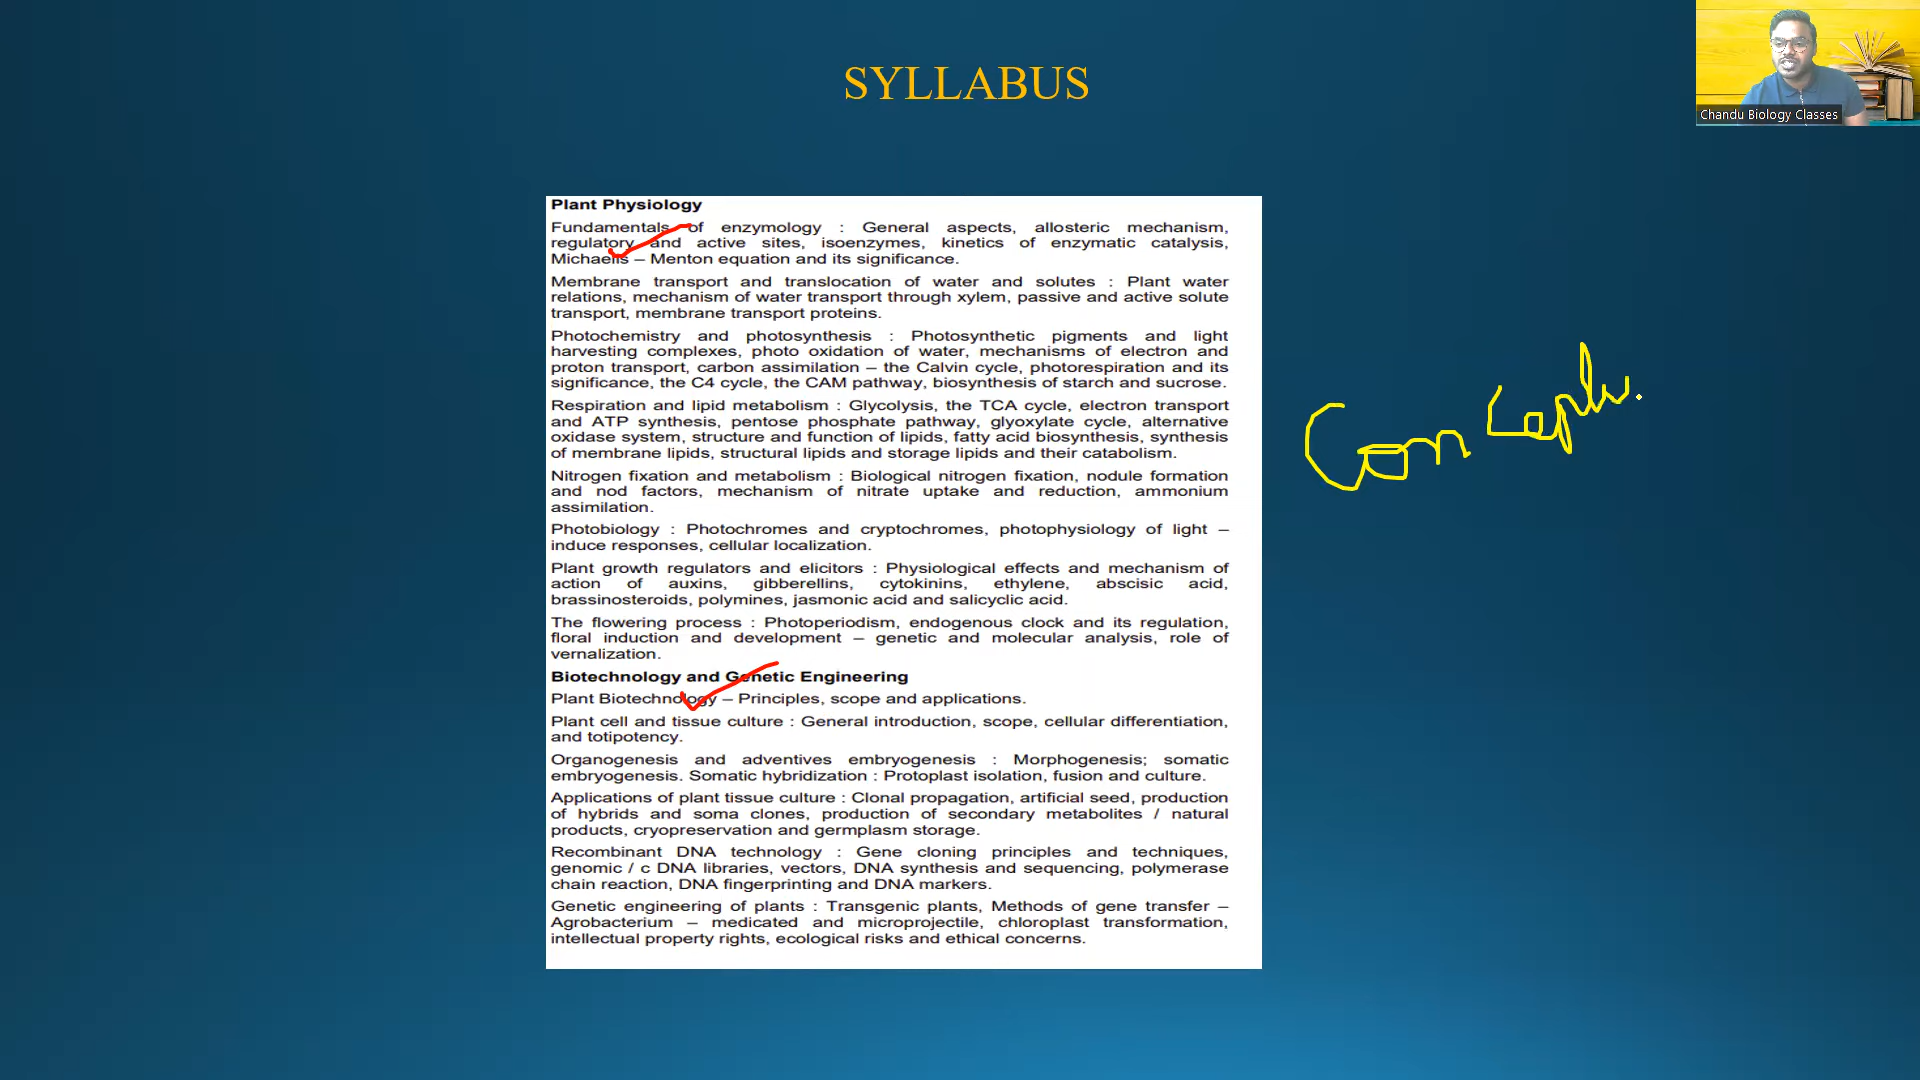 SYLLABUS
Chandu Biology Classes
Plant Physiology
Fundamentals of enzymology : General aspects, allosteric mechanism,
regulatory and active sites, isoenzymes, kinetics of enzymatic catalysis,
Michaelis – Menton equation and its significance.
Membrane transport and translocation of water and solutes : Plant water
relations, mechanism of water transport through xylem, passive and active solute
transport, membrane transport proteins.
Photochemistry and photosynthesis : Photosynthetic pigments and light
harvesting complexes, photo oxidation of water, mechanisms of electron and
proton transport, carbon assimilation – the Calvin cycle, photorespiration and its
significance, the C4 cycle, the CAM pathway, biosynthesis of starch and sucrose.
Respiration and lipid metabolism : Glycolysis, the TCA cycle, electron transport
and ATP synthesis, pentose phosphate pathway, glyoxylate cycle, alternative
oxidase system, structure and function of lipids, fatty acid biosynthesis, synthesis
of membrane lipids, structural lipids and storage lipids and their catabolism.
Nitrogen fixation and metabolism : Biological nitrogen fixation, nodule formation
and nod factors, mechanism of nitrate uptake and reduction, ammonium
assimilation.
Photobiology : Photochromes and cryptochromes, photophysiology of light –
induce responses, cellular localization.
Plant growth regulators and elicitors : Physiological effects and mechanism of
action of auxins, gibberellins, cytokinins, ethylene, abscisic acid,
brassinosteroids, polymines, jasmonic acid and salicyclic acid.
The flowering process : Photoperiodism, endogenous clock and its regulation,
floral induction and development – genetic and molecular analysis, role of
vernalization.
Biotechnology and Genetic Engineering
Plant Biotechnology – Principles, scope and applications.
Plant cell and tissue culture : General introduction, scope, cellular differentiation,
and totipotency.
Organogenesis and adventives embryogenesis : Morphogenesis; somatic
embryogenesis. Somatic hybridization : Protoplast isolation, fusion and culture.
Applications of plant tissue culture : Clonal propagation, artificial seed, production
of hybrids and soma clones, production of secondary metabolites / natural
products, cryopreservation and germplasm storage.
Recombinant DNA technology : Gene cloning principles and techniques,
genomic / c DNA libraries, vectors, DNA synthesis and sequencing, polymerase
chain reaction, DNA fingerprinting and DNA markers.
Genetic engineering of plants : Transgenic plants, Methods of gene transfer –
Agrobacterium – medicated and microprojectile, chloroplast transformation,
intellectual property rights, ecological risks and ethical concerns.